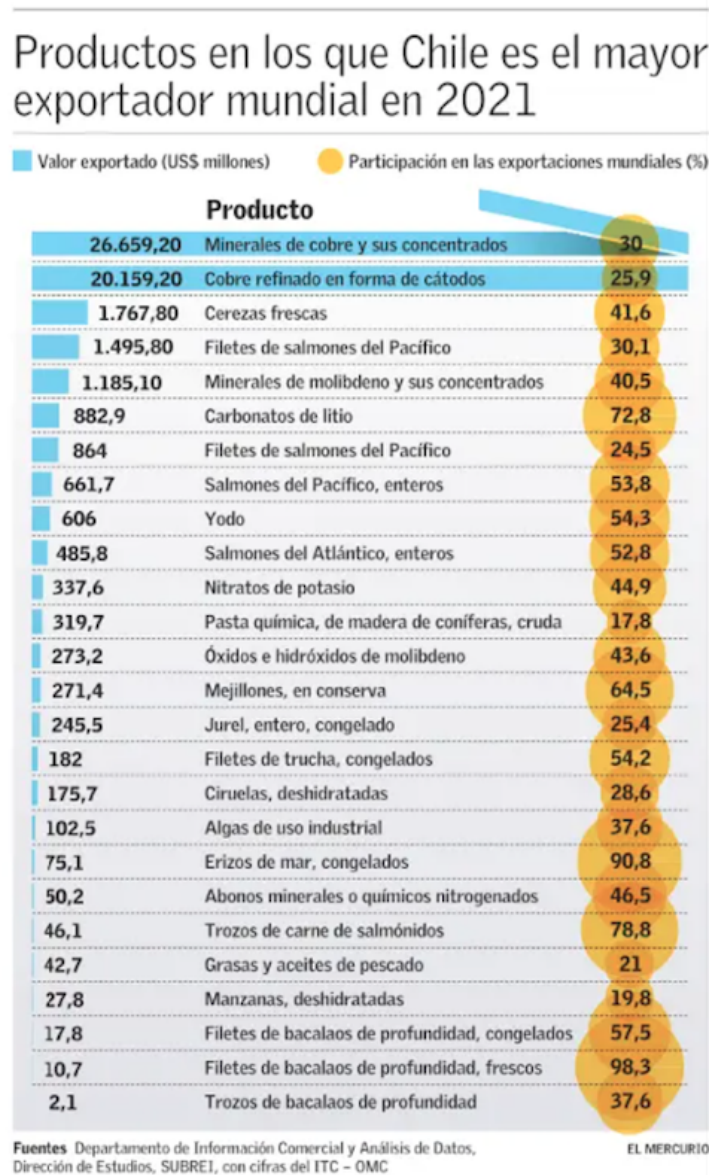 Productos en los que Chile es el mayor
exportador mundial en 2021
Valor exportado (US$ millones) Participación en las exportaciones mundiales (%)
Producto
26.659,20 Minerales de cobre y sus concentrados 30
20.159,20 Cobre refinado en forma de cátodos 25,9
1.767,80 Cerezas frescas 41,6
1.495,80 Filetes de salmones del Pacífico 30,1
1.185,10 Minerales de molibdeno y sus concentrados 40,5
882,9 Carbonatos de litio 72,8
864 Filetes de salmones del Pacífico 24,5
661,7 Salmones del Pacífico, enteros 53,8
606 Yodo 54,3
485,8 Salmones del Atlántico, enteros 52,8
337,6 Nitratos de potasio 44,9
319,7 Pasta química, de madera de coníferas, cruda 17,8
273,2 Óxidos e hidróxidos de molibdeno 43,6
271,4 Mejillones, en conserva 64,5
245,5 Jurel, entero, congelado 25,4
182 Filetes de trucha, congelados 54,2
175,7 Ciruelas, deshidratadas 28,6
102,5 Algas de uso industrial 37,6
75,1 Erizos de mar, congelados 90,8
50,2 Abonos minerales o químicos nitrogenados 46,5
46,1 Trozos de carne de salmónidos 78,8
42,7 Grasas y aceites de pescado 21
27,8 Manzanas, deshidratadas 19,8
17,8 Filetes de bacalaos de profundidad, congelados 57,5
10,7 Filetes de bacalaos de profundidad, frescos 98,3
2,1 Trozos de bacalaos de profundidad 37,6
Fuentes Departamento de Información Comercial y Análisis de Datos, EL MERCURIO
Dirección de Estudios, SUBREI, con cifras del ITC – OMC